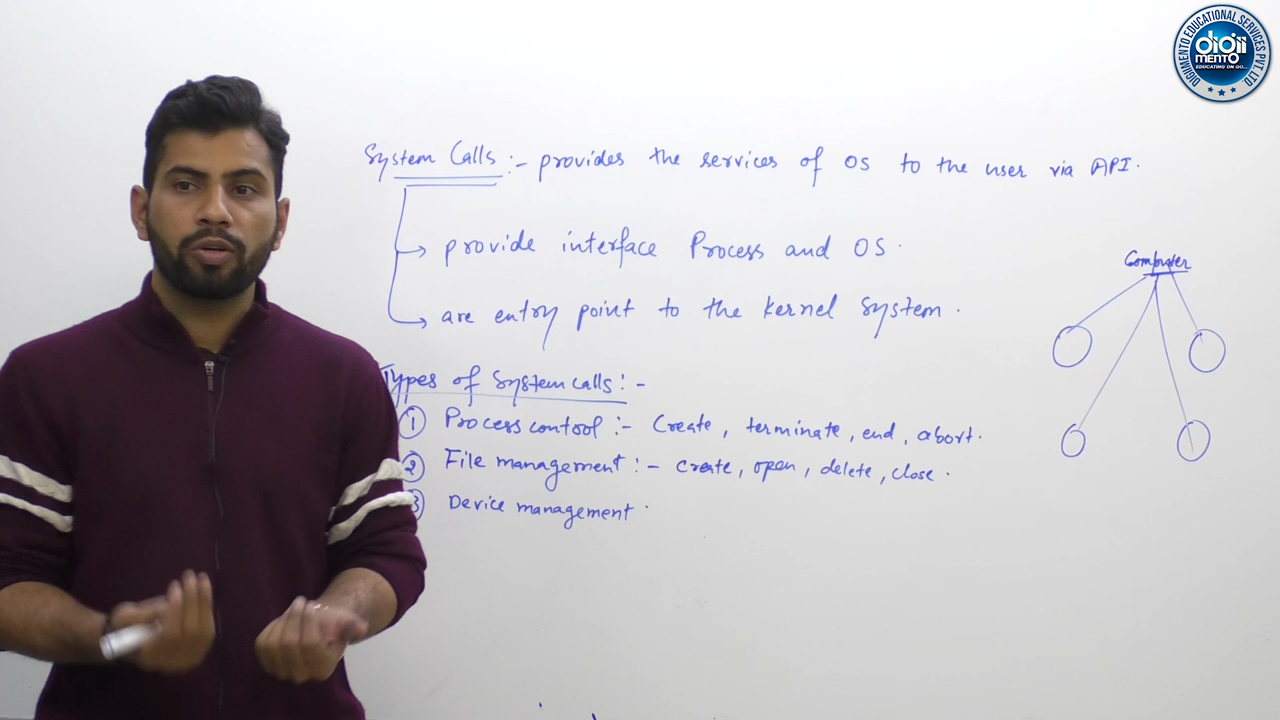 DIGIMENTO EDUCATIONAL SERVICES PVT. LTD.
DIGII
MENTO
EDUCATING ON GO...
System Calls :- provides the services of OS to the user via API.
provide interface Process and OS.
are entry point to the kernel system.
Computer
Types of System calls :-
1 Process control :- Create, terminate, end, abort.
2 File management :- create, open, delete, close.
3 Device management.